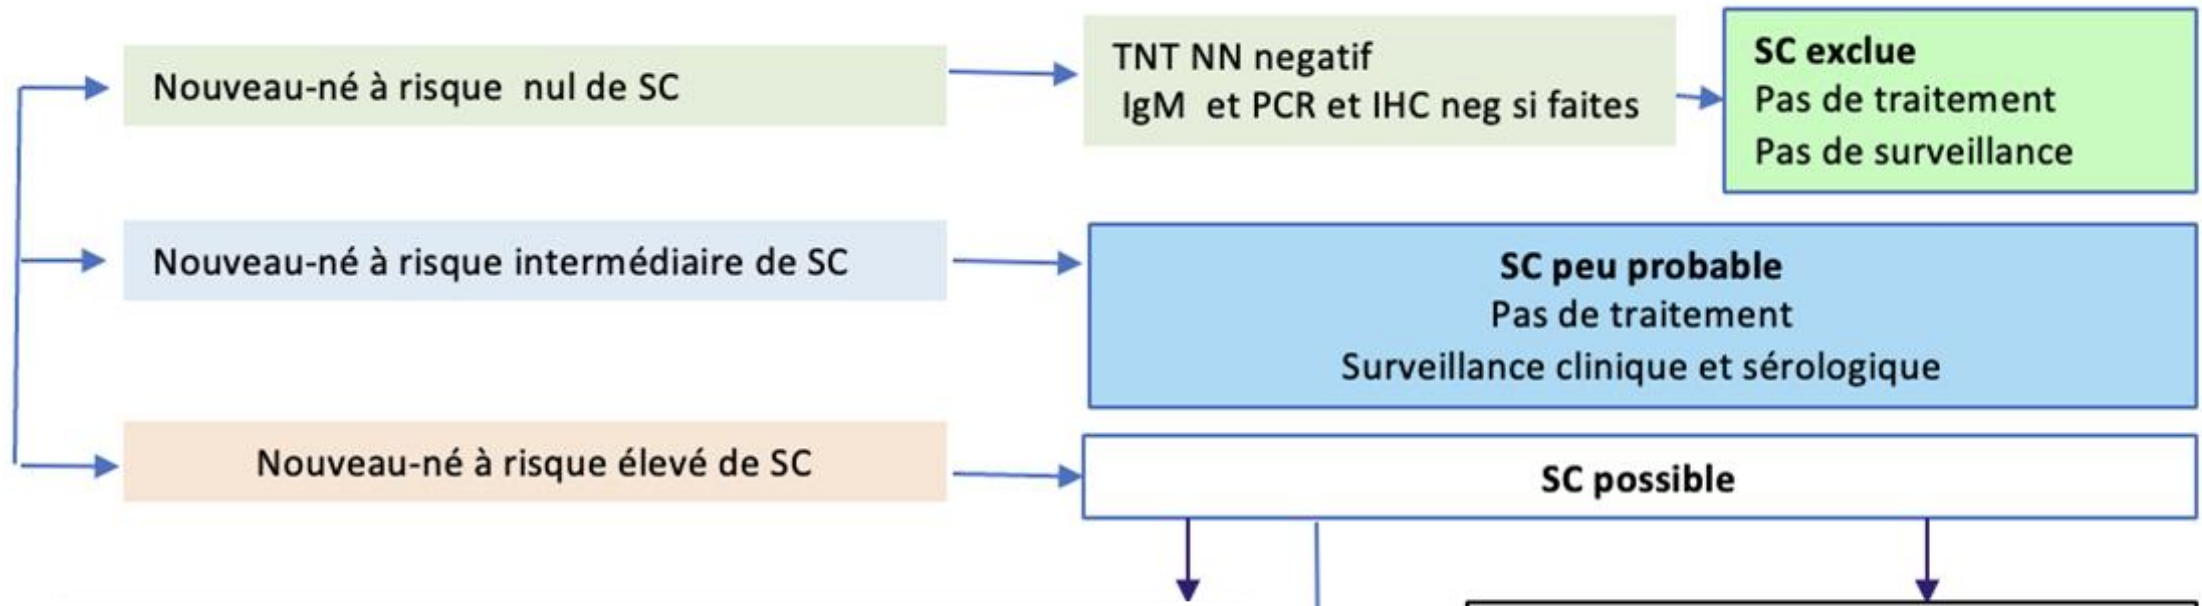 Nouveau-né à risque nul de SC
TNT NN negatif
IgM et PCR et IHC neg si faites
SC exclue
Pas de traitement
Pas de surveillance
Nouveau-né à risque intermédiaire de SC
SC peu probable
Pas de traitement
Surveillance clinique et sérologique
Nouveau-né à risque élevé de SC
SC possible